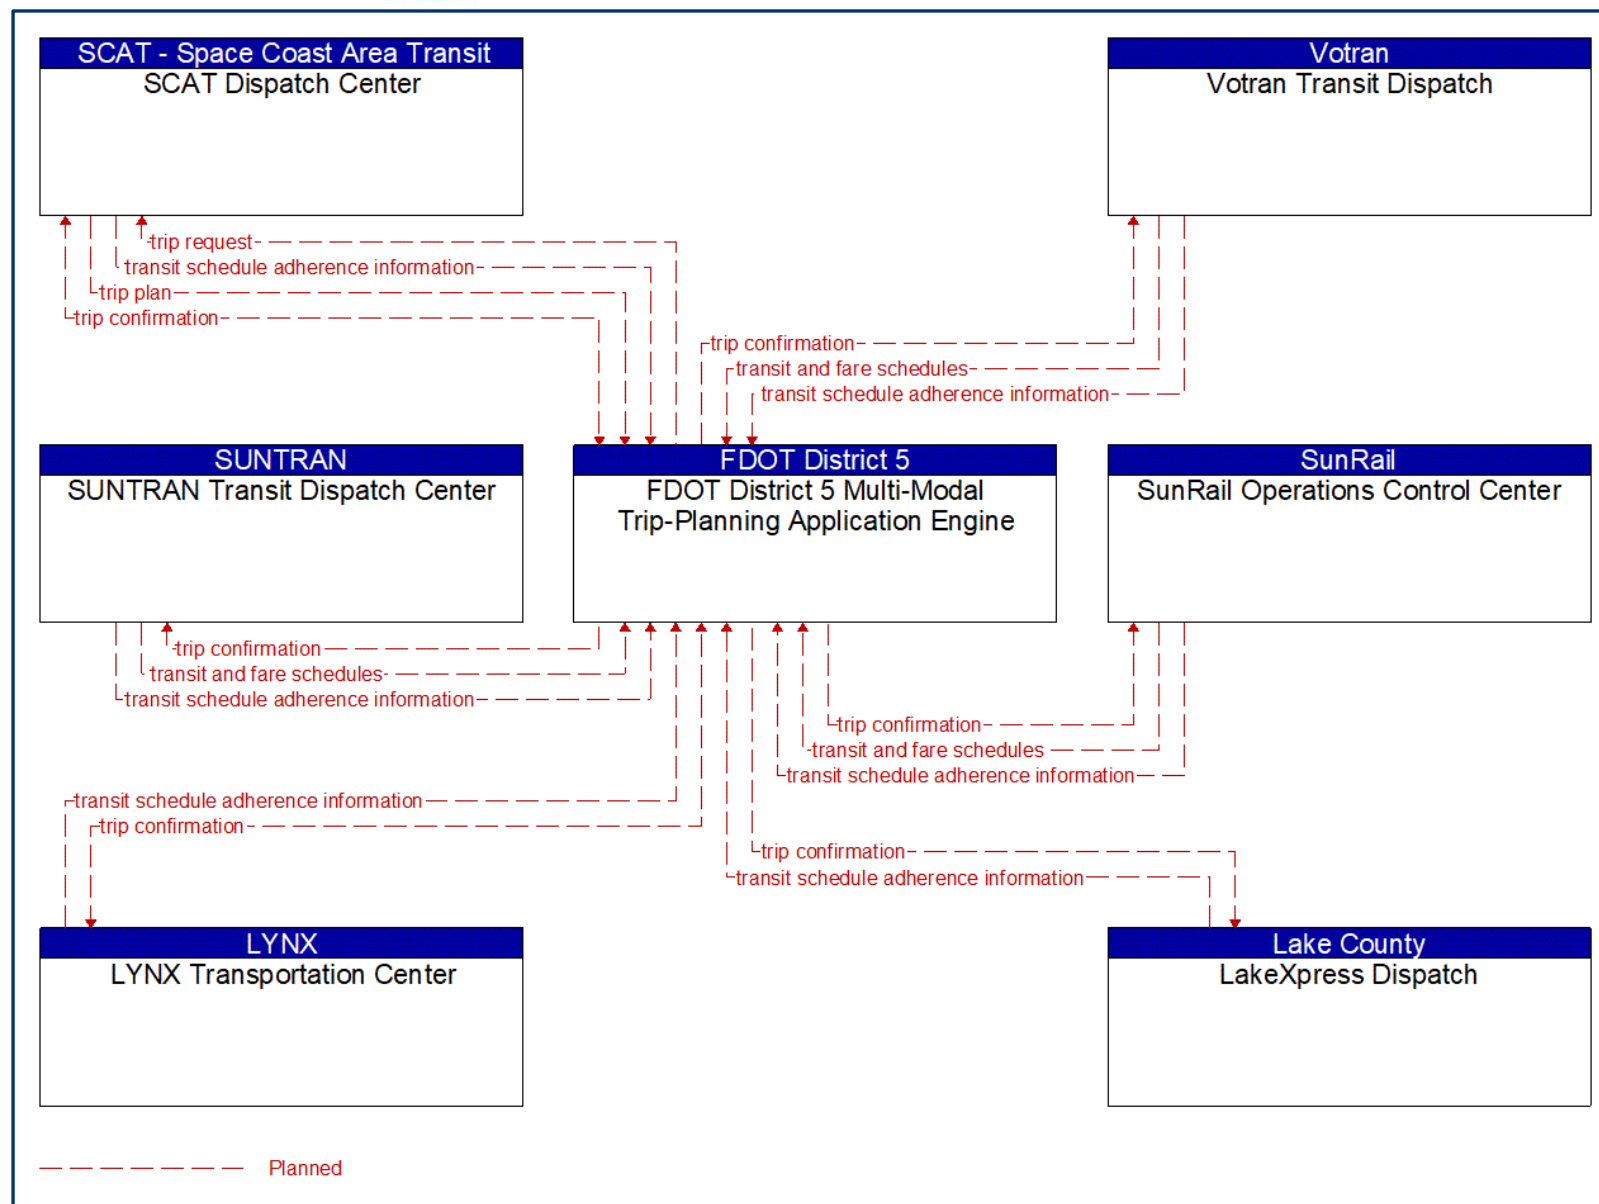 SCAT - Space Coast Area Transit
SCAT Dispatch Center
Votran
Votran Transit Dispatch
trip request
transit schedule adherence information
trip plan
trip confirmation
trip confirmation
transit and fare schedules
transit schedule adherence information
SUNTRAN
SUNTRAN Transit Dispatch Center
FDOT District 5
FDOT District 5 Multi-Modal
Trip-Planning Application Engine
SunRail
SunRail Operations Control Center
trip confirmation
transit and fare schedules
transit schedule adherence information
trip confirmation
transit and fare schedules
transit schedule adherence information
transit schedule adherence information
trip confirmation
trip confirmation
transit schedule adherence information
LYNX
LYNX Transportation Center
Lake County
LakeXpress Dispatch
Planned